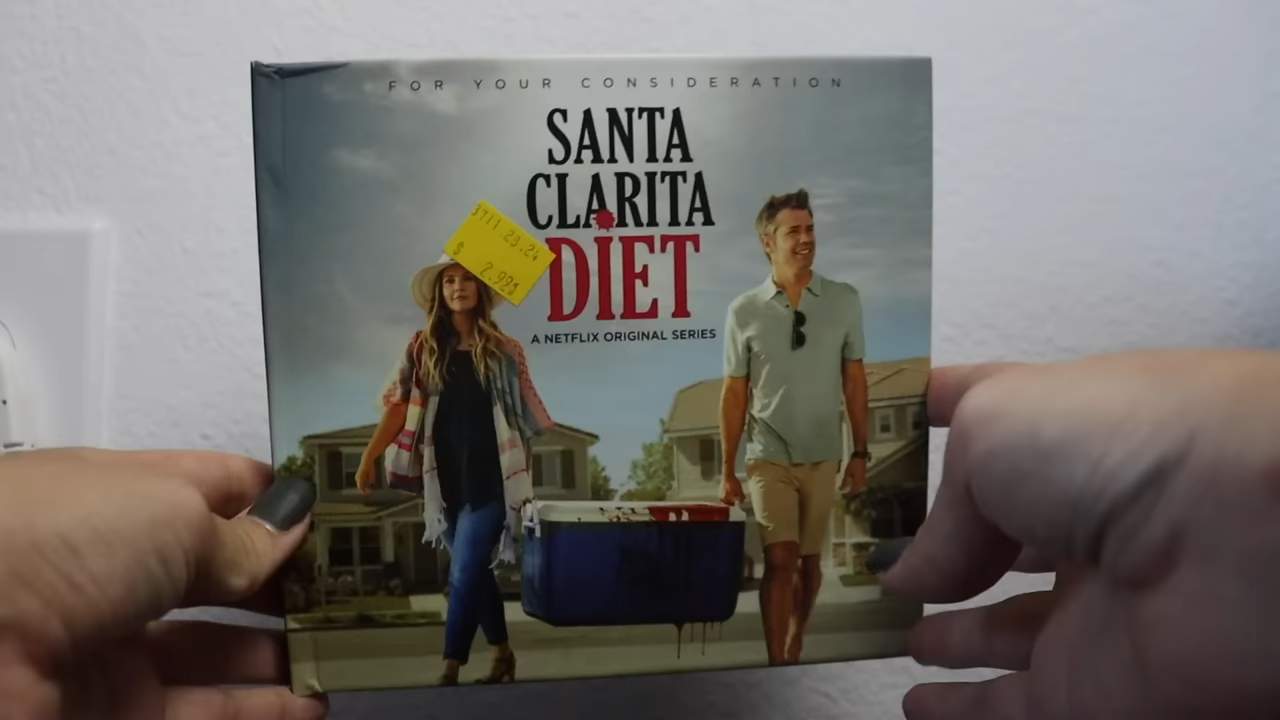 FOR YOUR CONSIDERATION
SANTA
CLARITA
DIET
A NETFLIX ORIGINAL SERIES
$ 2.99